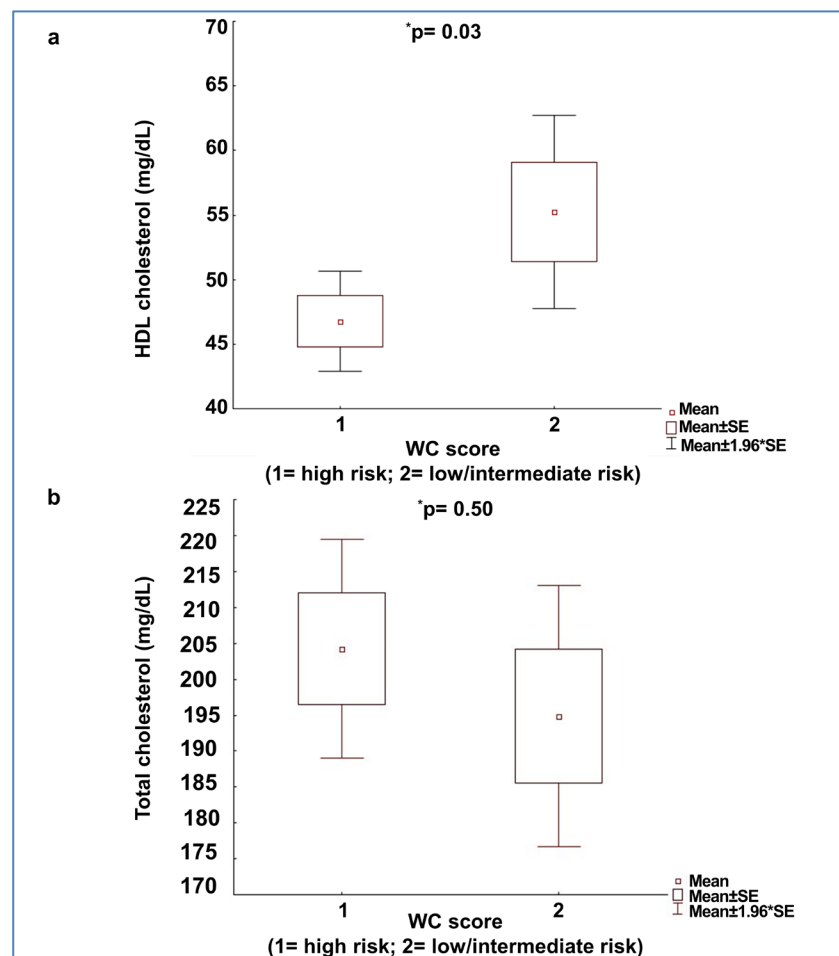 a
*p= 0.03
HDL cholesterol (mg/dL)
70
65
60
55
50
45
40
1 2
WC score
(1= high risk; 2= low/intermediate risk)
Mean
Mean±SE
Mean±1.96*SE
b
*p= 0.50
Total cholesterol (mg/dL)
225
220
215
210
205
200
195
190
185
180
175
170
1 2
WC score
(1= high risk; 2= low/intermediate risk)
Mean
Mean±SE
Mean±1.96*SE